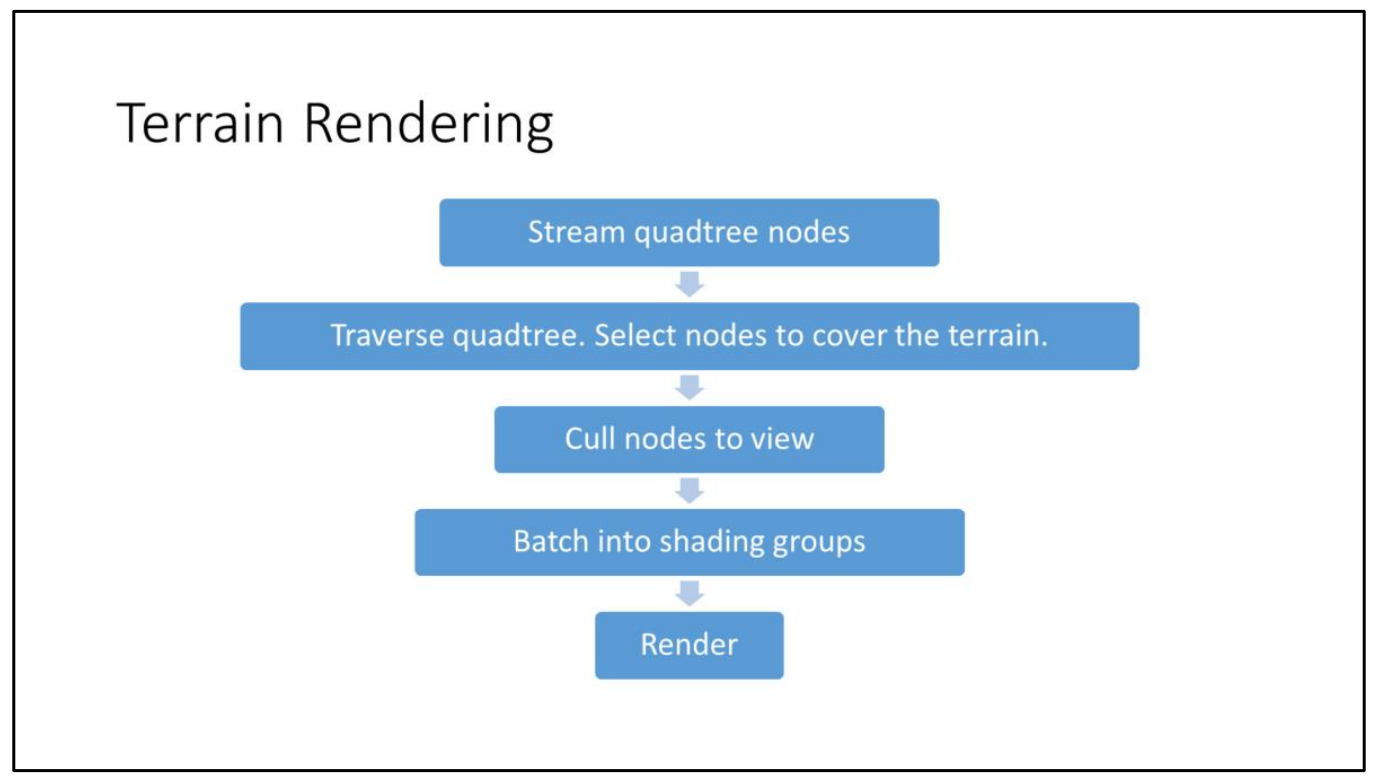 Terrain Rendering
Stream quadtree nodes
Traverse quadtree. Select nodes to cover the terrain.
Cull nodes to view
Batch into shading groups
Render